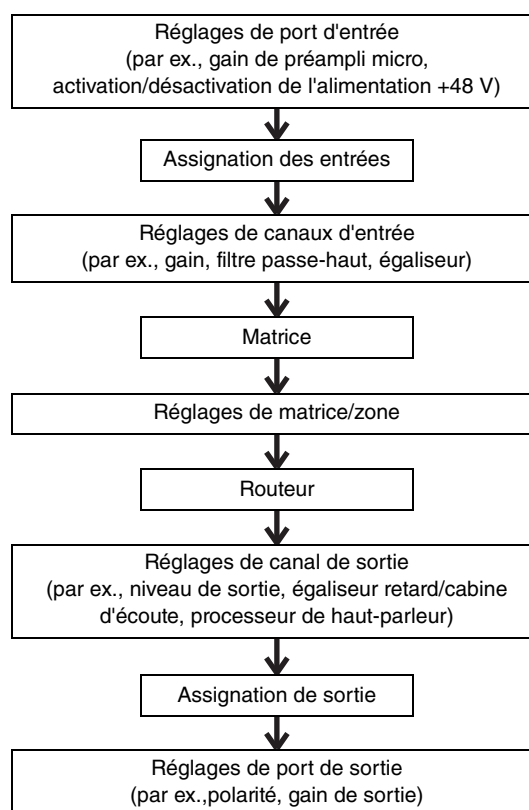 Réglages de port d'entrée
(par ex., gain de préampli micro,
activation/désactivation de l'alimentation +48 V)
Assignation des entrées
Réglages de canaux d'entrée
(par ex., gain, filtre passe-haut, égaliseur)
Matrice
Réglages de matrice/zone
Routeur
Réglages de canal de sortie
(par ex., niveau de sortie, égaliseur retard/cabine
d'écoute, processeur de haut-parleur)
Assignation de sortie
Réglages de port de sortie
(par ex.,polarité, gain de sortie)